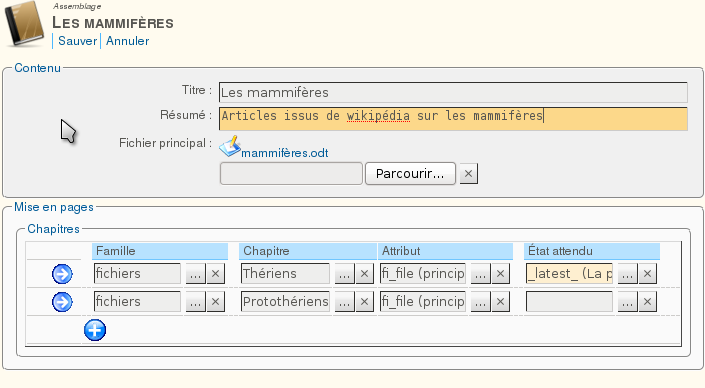 Assemblage
LES MAMMIFÈRES
Sauver Annuler
Contenu
Titre : Les mammifères
Résumé : Articles issus de wikipédia sur les mammifères
Fichier principal : mammifères.odt
Parcourir... ×
Mise en pages
Chapitres
Famille Chapitre Attribut État attendu
fichiers ... × Thériens ... × fi_file (princip ... × _latest_ (La p ... ×
fichiers ... × Protothériens ... × fi_file (princip ... × ... ×